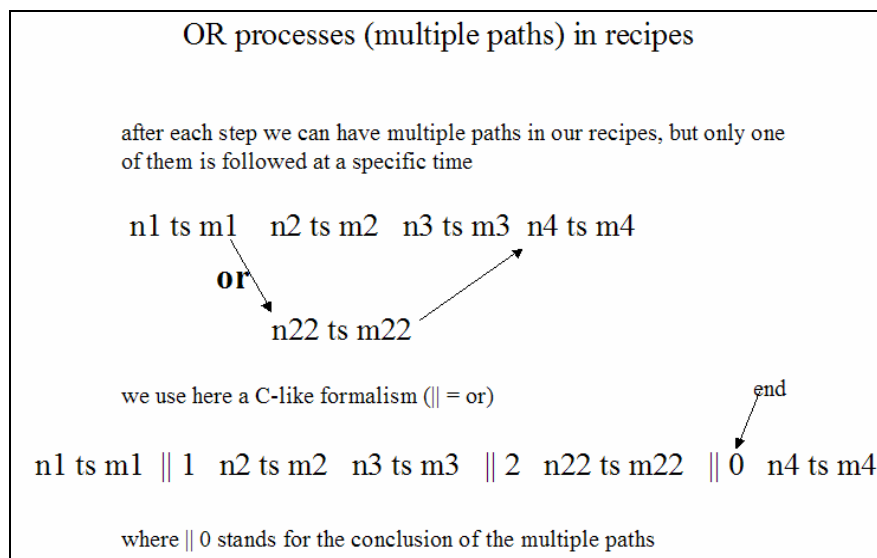 OR processes (multiple paths) in recipes
after each step we can have multiple paths in our recipes, but only one
of them is followed at a specific time
n1 ts m1 n2 ts m2 n3 ts m3 n4 ts m4
or
n22 ts m22
we use here a C-like formalism (|| = or)
end
n1 ts m1 || 1 n2 ts m2 n3 ts m3 || 2 n22 ts m22 || 0 n4 ts m4
where || 0 stands for the conclusion of the multiple paths